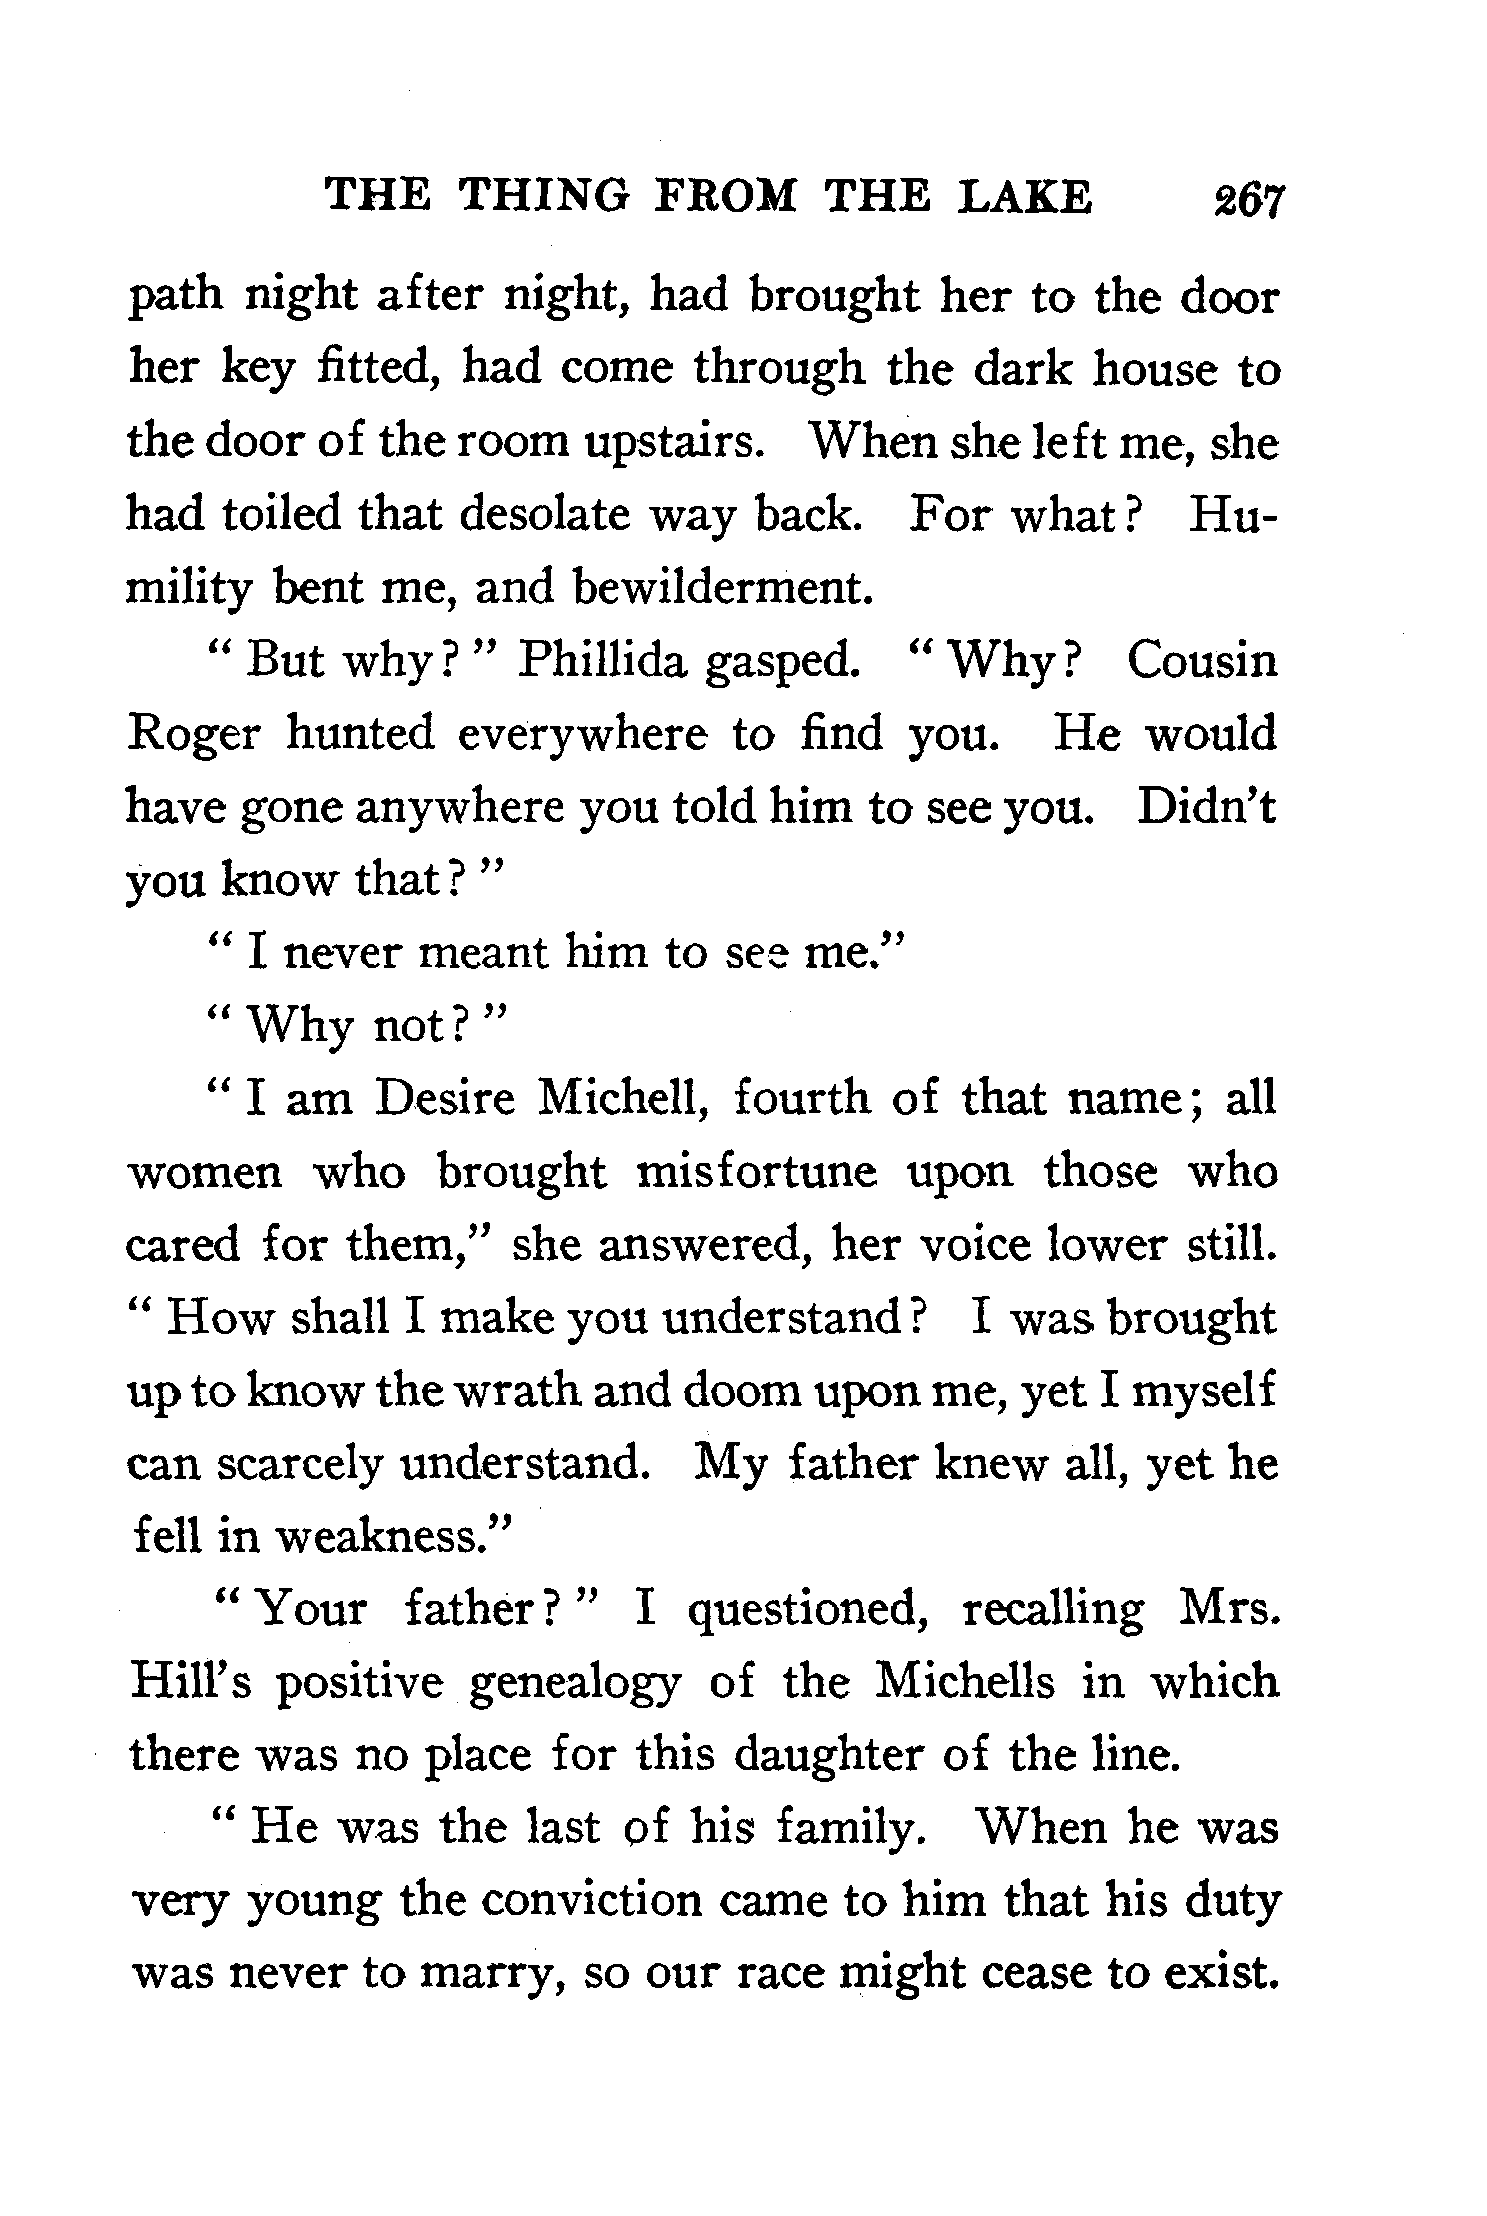 THE THING FROM THE LAKE 267
path night after night, had brought her to the door
her key fitted, had come through the dark house to
the door of the room upstairs. When she left me, she
had toiled that desolate way back. For what? Hu-
mility bent me, and bewilderment.
" But why? " Phillida gasped. " Why? Cousin
Roger hunted everywhere to find you. He would
have gone anywhere you told him to see you. Didn't
you know that? "
" I never meant him to see me."
" Why not? "
" I am Desire Michell, fourth of that name; all
women who brought misfortune upon those who
cared for them," she answered, her voice lower still.
" How shall I make you understand? I was brought
up to know the wrath and doom upon me, yet I myself
can scarcely understand. My father knew all, yet he
fell in weakness."
" Your father? " I questioned, recalling Mrs.
Hill's positive genealogy of the Michells in which
there was no place for this daughter of the line.
" He was the last of his family. When he was
very young the conviction came to him that his duty
was never to marry, so our race might cease to exist.